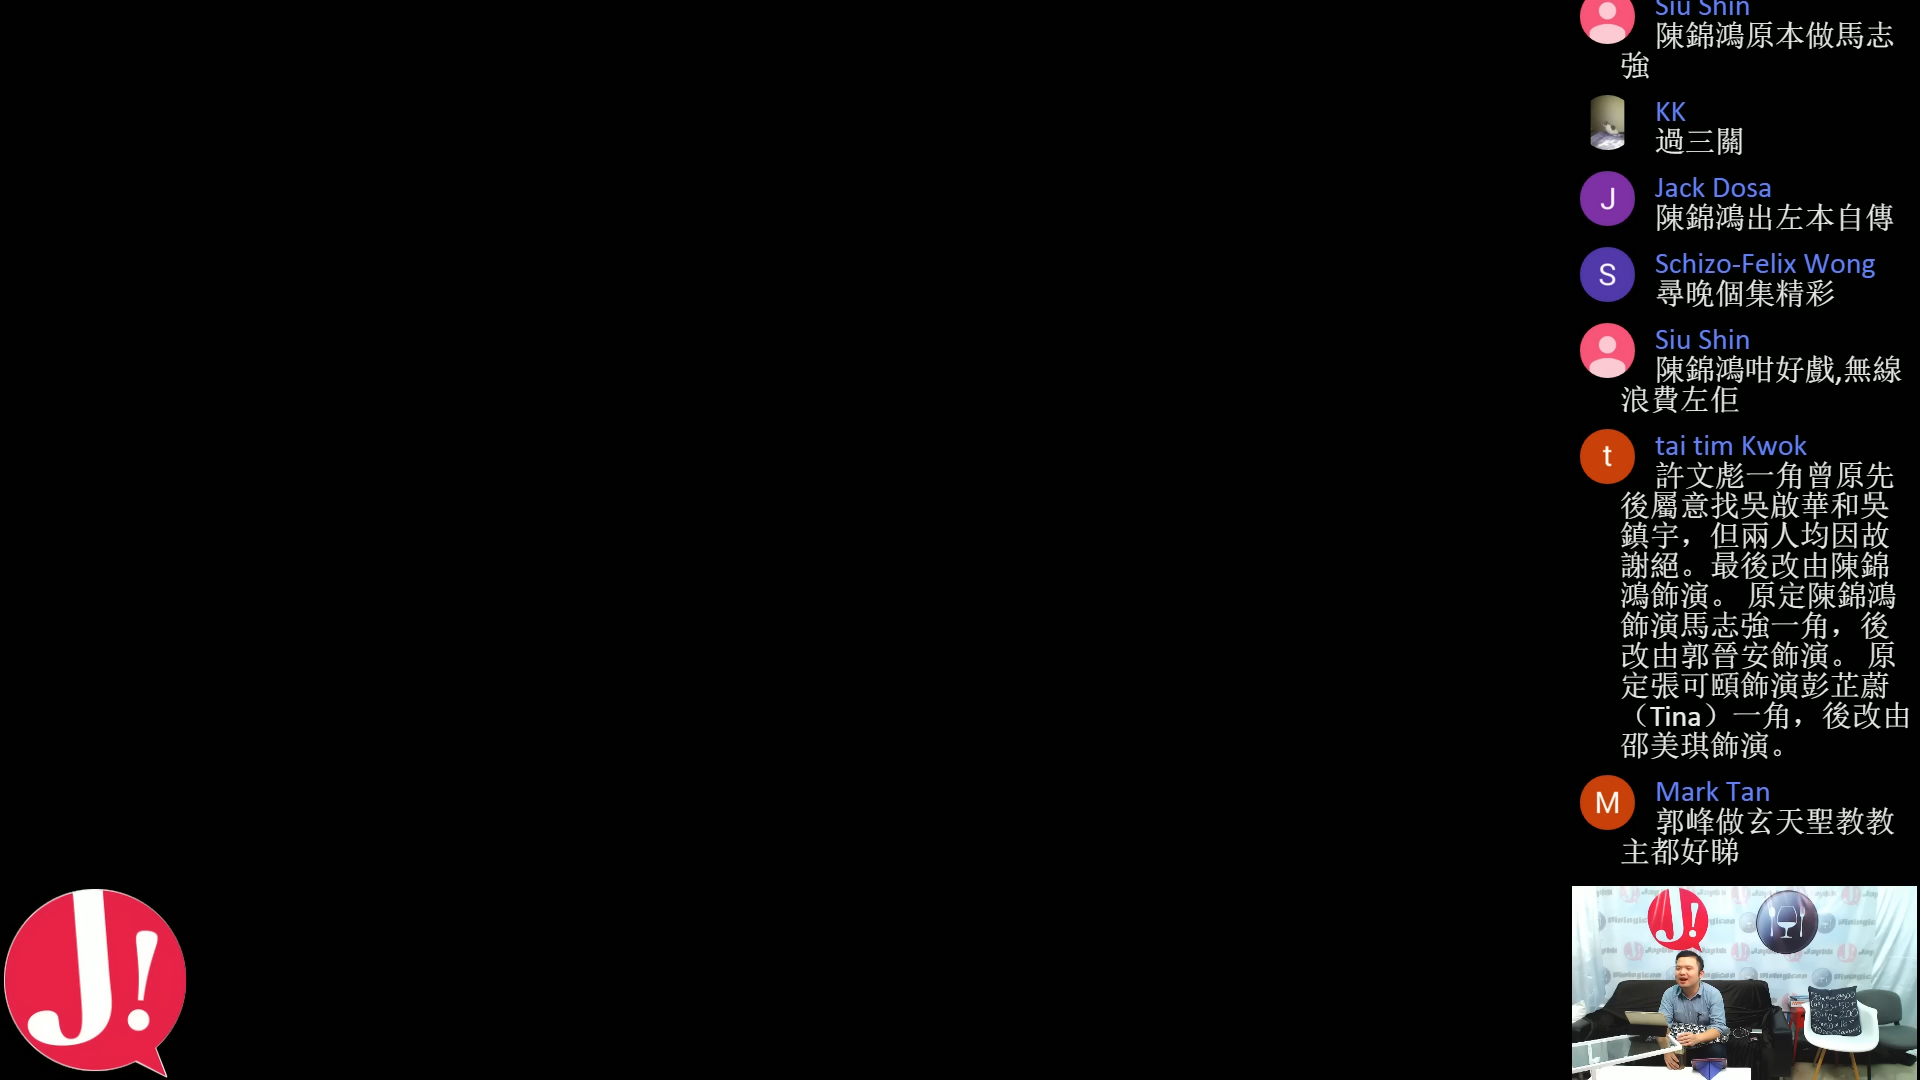 Siu Shin
陳錦鴻原本做馬志
強
KK
過三關
J
Jack Dosa
陳錦鴻出左本自傳
S
Schizo-Felix Wong
尋晚個集精彩
Siu Shin
陳錦鴻咁好戲,無線
浪費左佢
t
tai tim Kwok
許文彪一角曾原先
後屬意找吳啟華和吳
鎮宇，但兩人均因故
謝絕。最後改由陳錦
鴻飾演。 原定陳錦鴻
飾演馬志強一角，後
改由郭晉安飾演。 原
定張可頤飾演彭芷蔚
（Tina）一角，後改由
邵美琪飾演。
M
Mark Tan
郭峰做玄天聖教教
主都好睇
J!
J!